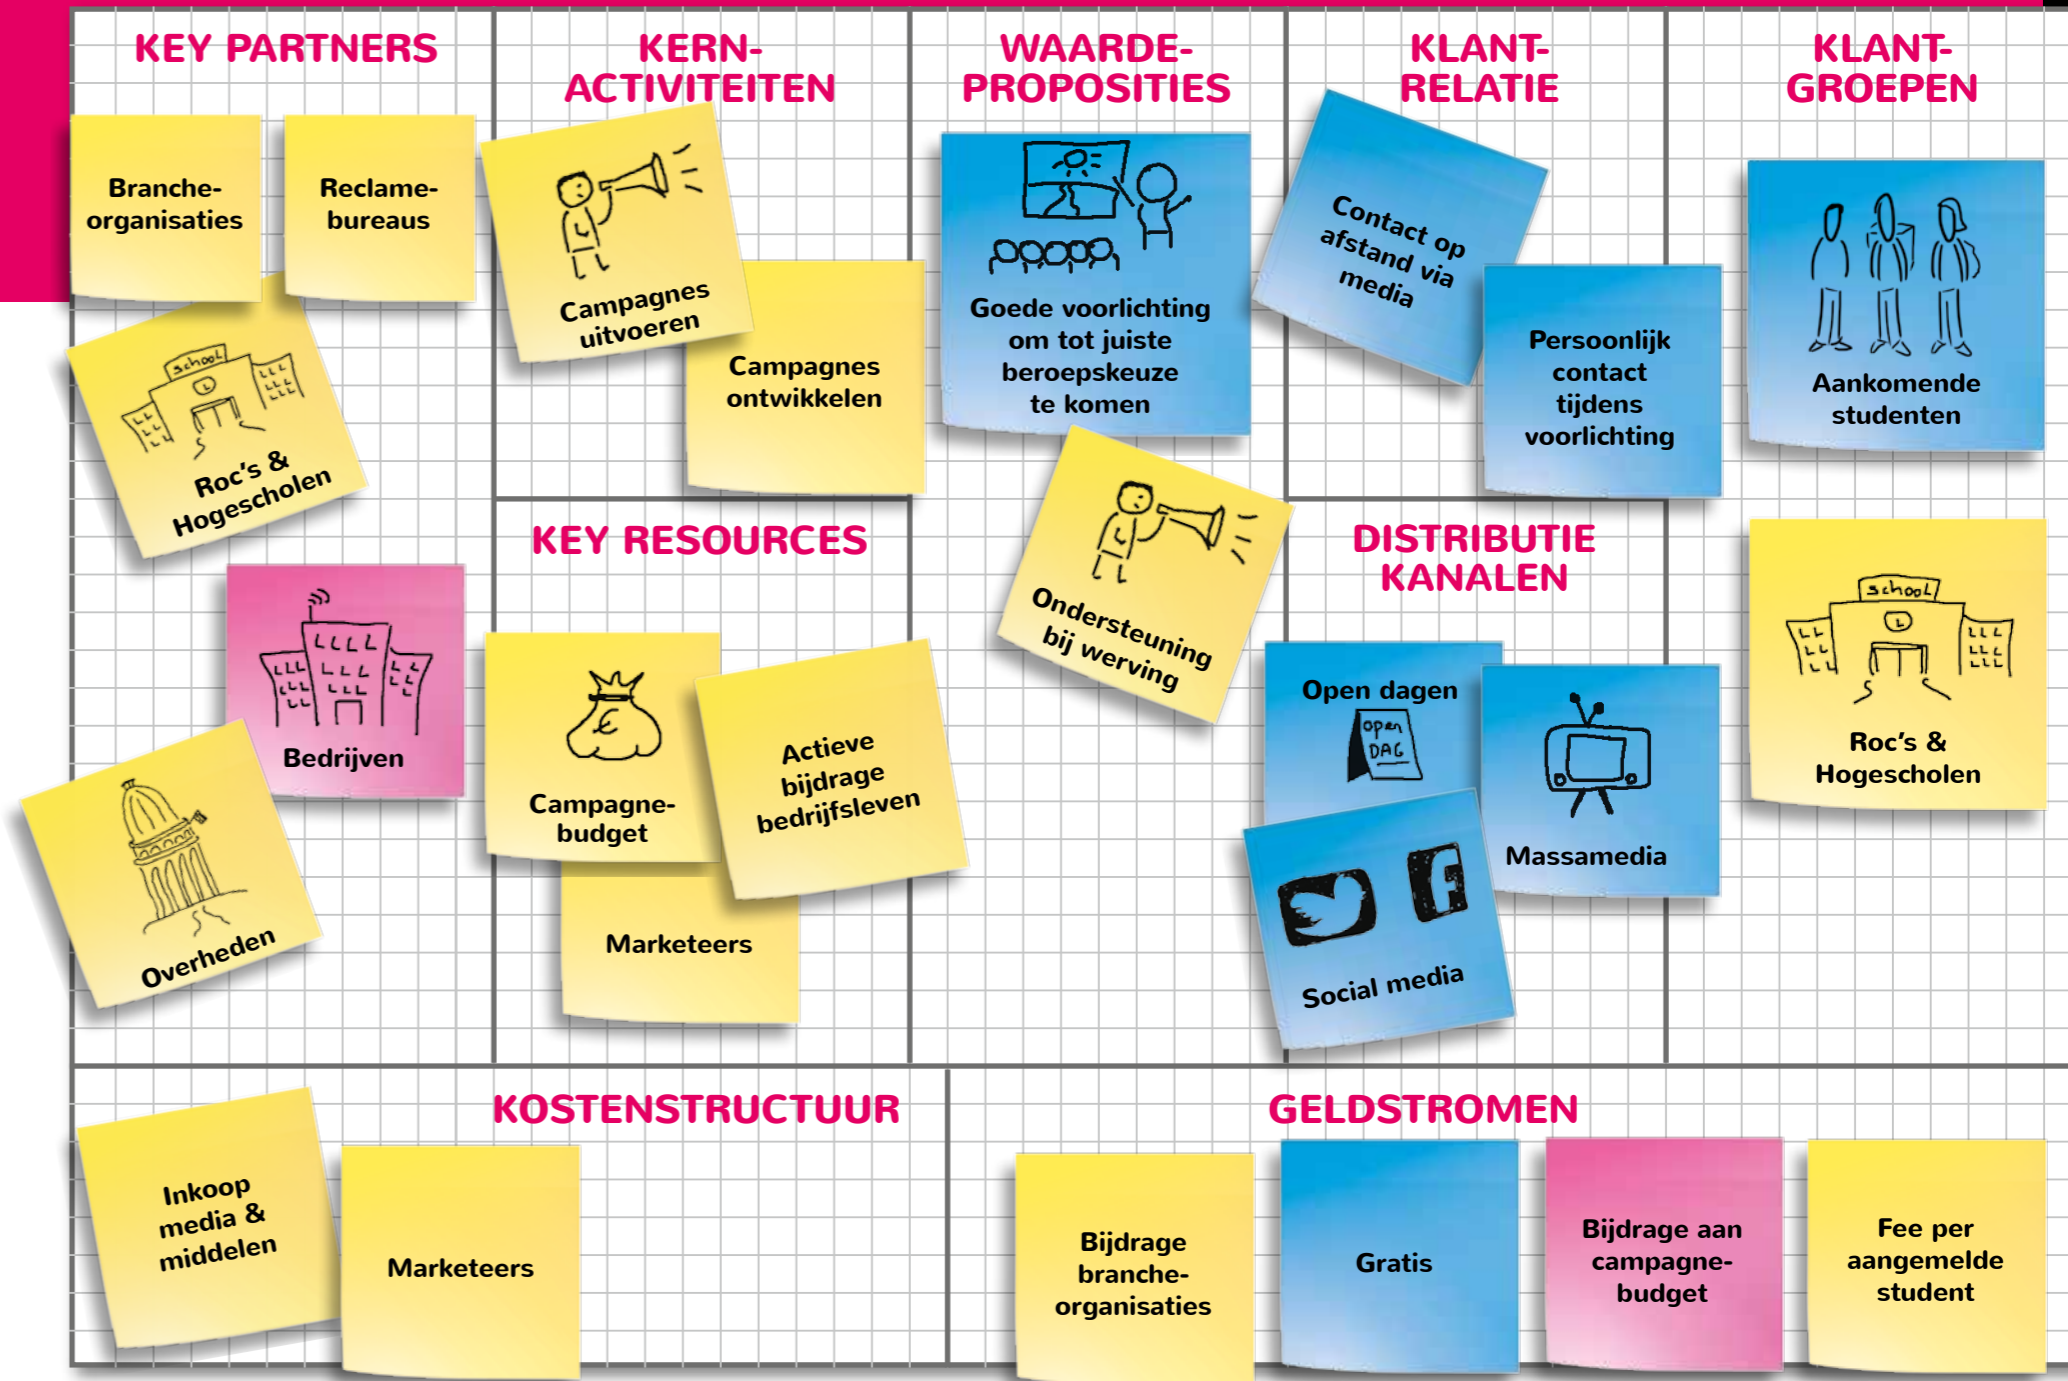 KEY PARTNERS
Branche-
organisaties
Reclame-
bureaus
school
Roc's &
Hogescholen
Bedrijven
Overheden
KERN-
ACTIVITEITEN
Campagnes
uitvoeren
Campagnes
ontwikkelen
KEY RESOURCES
€
Campagne-
budget
Actieve
bijdrage
bedrijfsleven
Marketeers
WAARDE-
PROPOSITIES
Goede voorlichting
om tot juiste
beroepskeuze
te komen
Ondersteuning
bij werving
KLANT-
RELATIE
Contact op
afstand via
media
Persoonlijk
contact
tijdens
voorlichting
DISTRIBUTIE
KANALEN
Open dagen
open
DAG
Massamedia
f
Social media
KLANT-
GROEPEN
Aankomende
studenten
school
Roc's &
Hogescholen
KOSTENSTRUCTUUR
Inkoop
media &
middelen
Marketeers
GELDSTROMEN
Bijdrage
branche-
organisaties
Gratis
Bijdrage aan
campagne-
budget
Fee per
aangemelde
student